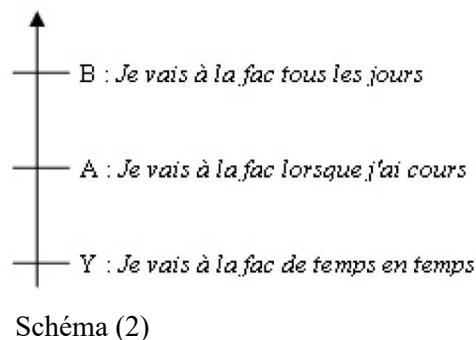 B : Je vais à la fac tous les jours
A : Je vais à la fac lorsque j'ai cours
Y : Je vais à la fac de temps en temps
Schéma (2)